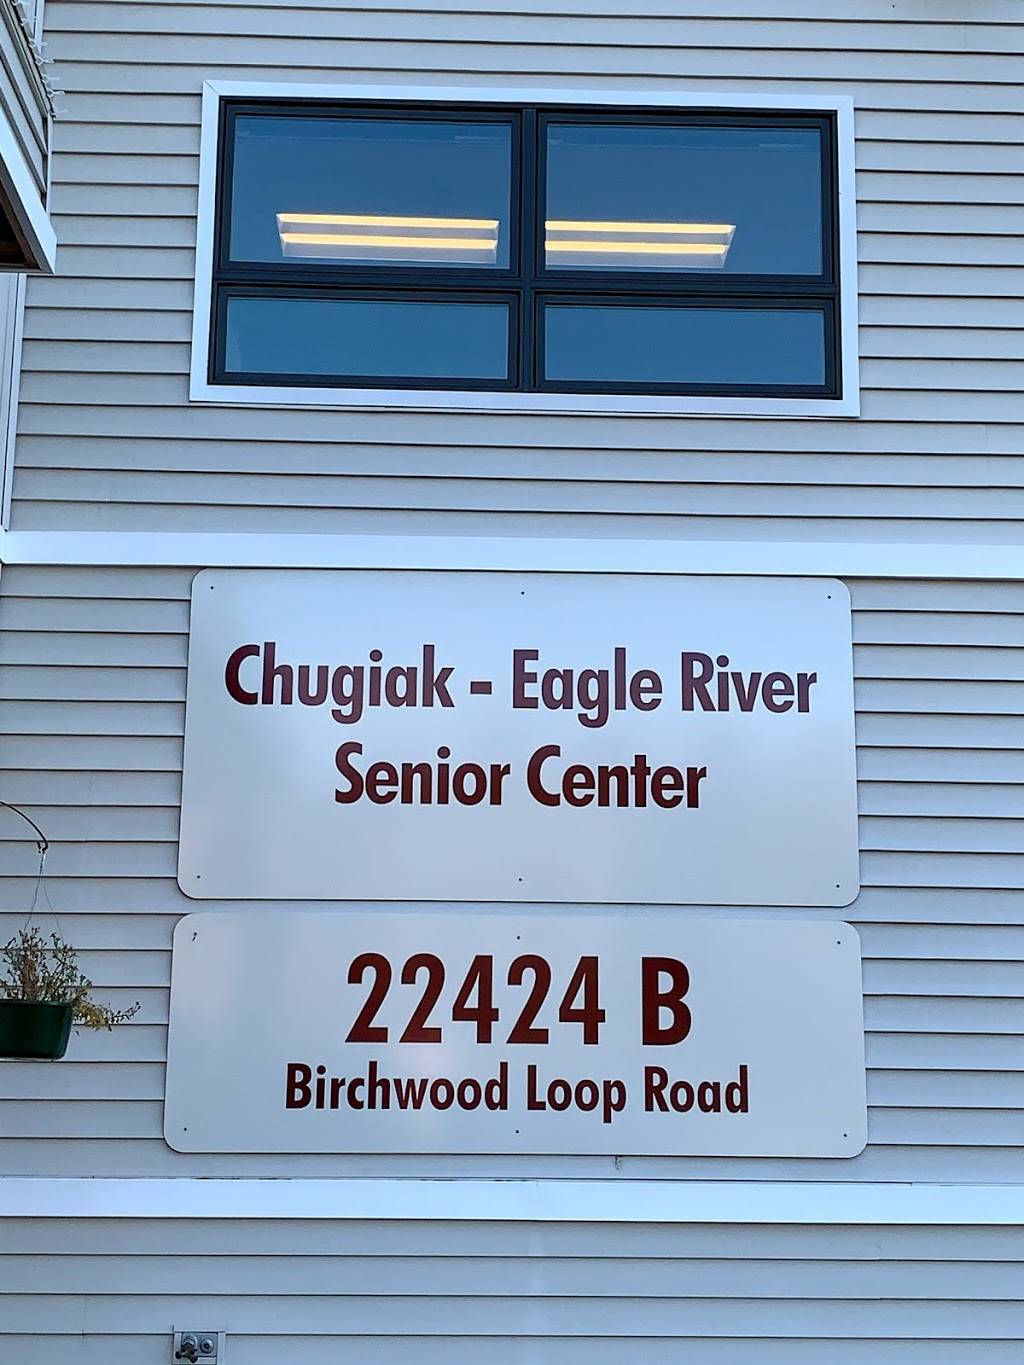 Chugiak - Eagle River
Senior Center
22424 B
Birchwood Loop Road